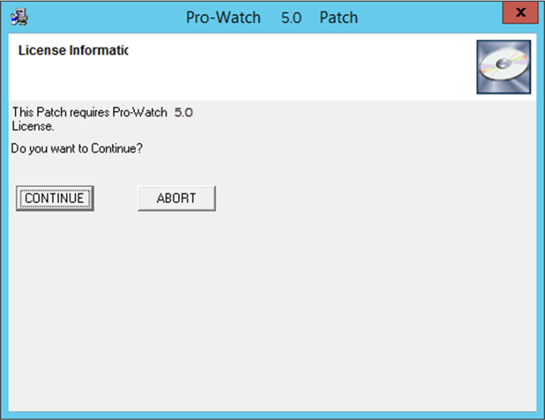 Pro-Watch 5.0 Patch
x
License Informatic
This Patch requires Pro-Watch 5.0
License.
Do you want to Continue?
CONTINUE ABORT